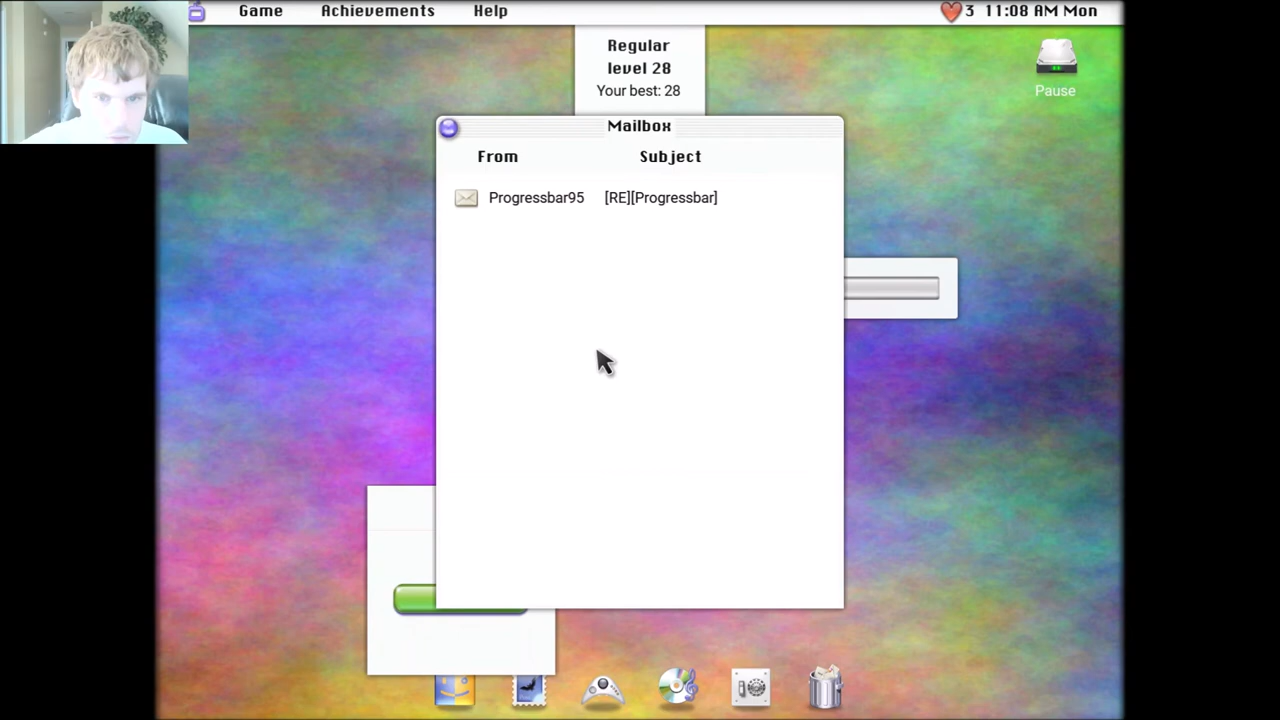 Game Achievements Help 3 11:08 AM Mon
Regular
level 28
Your best: 28
Pause
Mailbox
From Subject
Progressbar95 [RE][Progressbar]